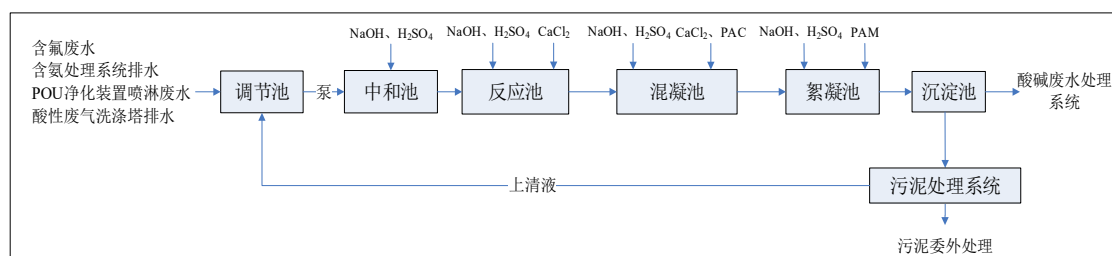 含氟废水
含氨处理系统排水
POU净化装置喷淋废水
酸性废气洗涤塔排水
调节池
泵
NaOH、H₂SO₄
中和池
NaOH、H₂SO₄ CaCl₂
反应池
NaOH、H₂SO₄ CaCl₂、PAC
混凝池
NaOH、H₂SO₄ PAM
絮凝池
沉淀池
酸碱废水处理
系统
上清液
污泥处理系统
污泥委外处理